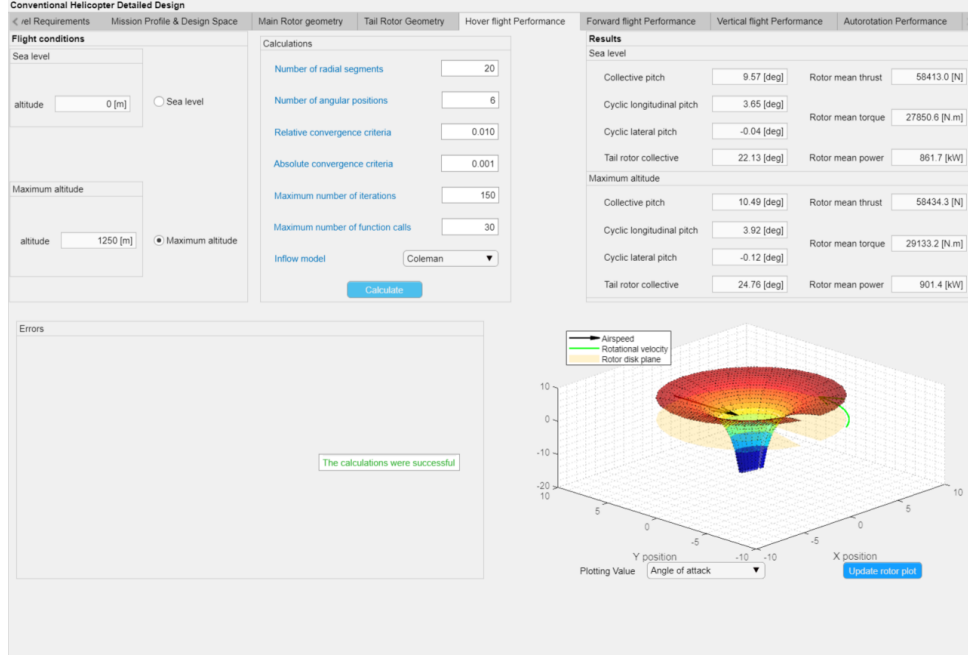 Conventional Helicopter Detailed Design
< rel Requirements Mission Profile & Design Space Main Rotor geometry Tail Rotor Geometry Hover flight Performance Forward flight Performance Vertical flight Performance Autorotation Performance
Flight conditions
Sea level
altitude 0 [m] Sea level
Maximum altitude
altitude 1250 [m] Maximum altitude
Calculations
Number of radial segments 20
Number of angular positions 6
Relative convergence criteria 0.010
Absolute convergence criteria 0.001
Maximum number of iterations 150
Maximum number of function calls 30
Inflow model Coleman
Calculate
Results
Sea level
Collective pitch 9.57 [deg] Rotor mean thrust 58413.0 [N]
Cyclic longitudinal pitch 3.65 [deg]
Rotor mean torque 27850.6 [N.m]
Cyclic lateral pitch -0.04 [deg]
Tail rotor collective 22.13 [deg] Rotor mean power 861.7 [kW]
Maximum altitude
Collective pitch 10.49 [deg] Rotor mean thrust 58434.3 [N]
Cyclic longitudinal pitch 3.92 [deg]
Rotor mean torque 29133.2 [N.m]
Cyclic lateral pitch -0.12 [deg]
Tail rotor collective 24.76 [deg] Rotor mean power 901.4 [kW]
Errors
The calculations were successful
Airspeed
Rotational velocity
Rotor disk plane
10
0
-10
-20
10
5
0
-5
-10
-10
-5
0
5
10
Y position
X position
Plotting Value Angle of attack
Update rotor plot